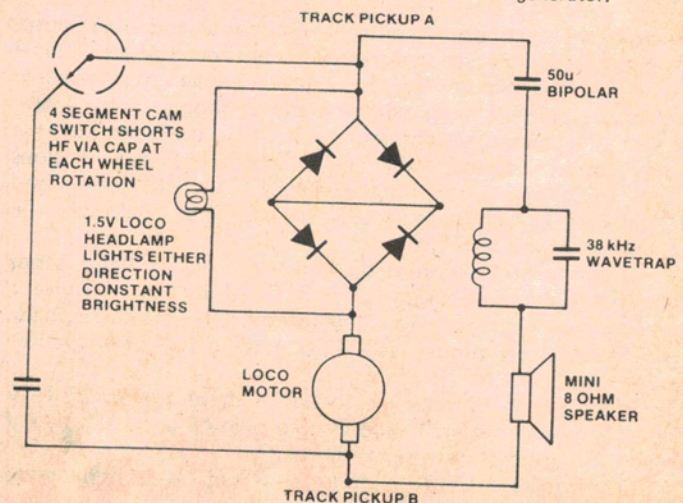 generator,
TRACK PICKUP A
50u
BIPOLAR
4 SEGMENT CAM
SWITCH SHORTS
HF VIA CAP AT
EACH WHEEL
ROTATION
1.5V LOCO
HEADLAMP
LIGHTS EITHER
DIRECTION
CONSTANT
BRIGHTNESS
38 kHz
WAVETRAP
LOCO
MOTOR
MINI
8 OHM
SPEAKER
TRACK PICKUP B